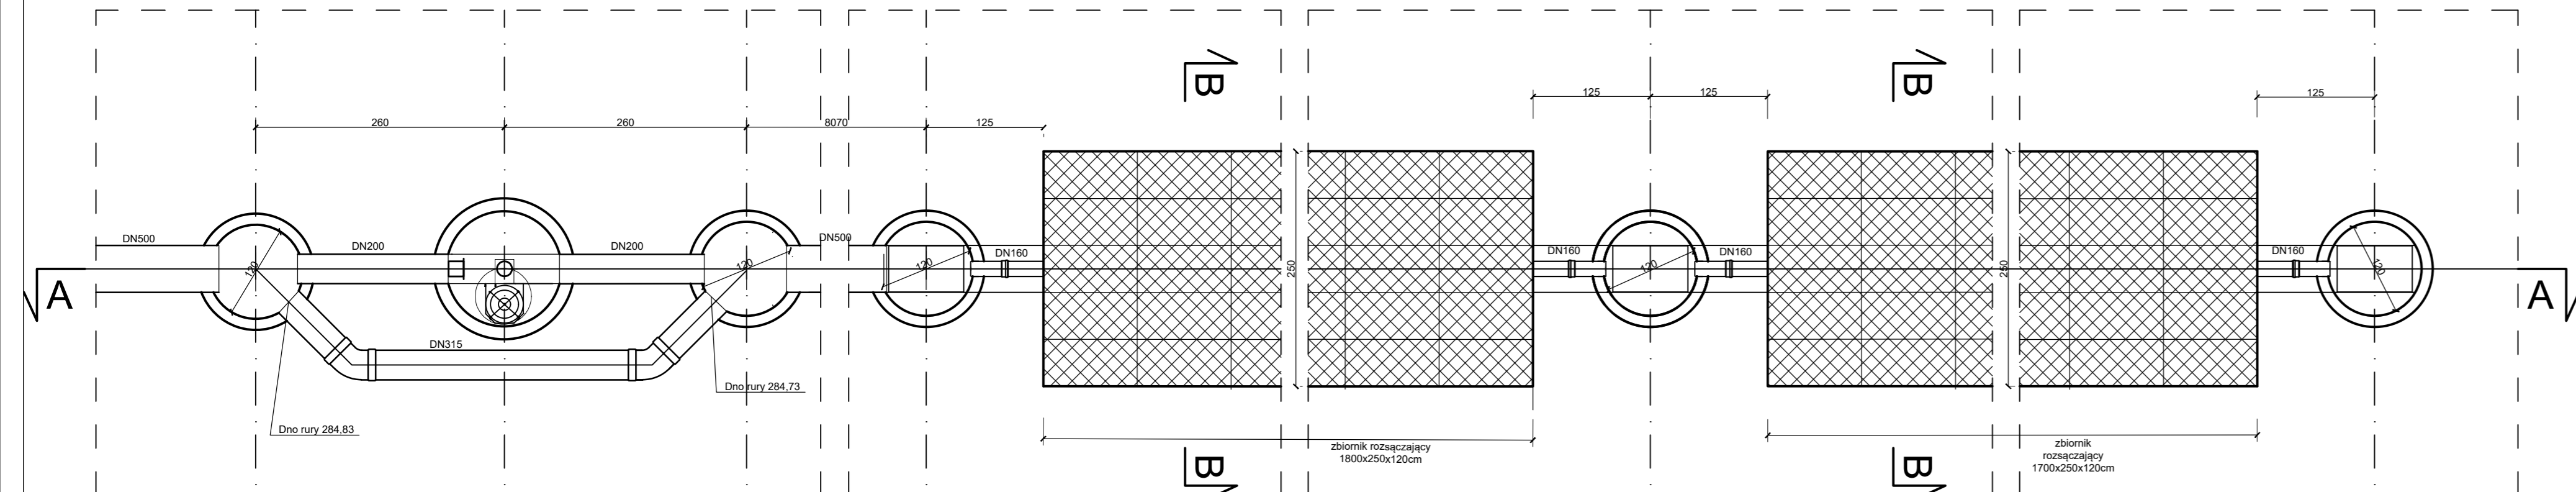 B
B
125
125
125
260
260
8070
125
DN500
DN200
DN200
DN500
DN160
DN160
DN160
DN160
120
120
120
250
120
250
120
A
A
DN315
Dno rury 284,73
Dno rury 284,83
zbiornik rozsączający
1800x250x120cm
zbiornik
rozsączający
1700x250x120cm
B
B